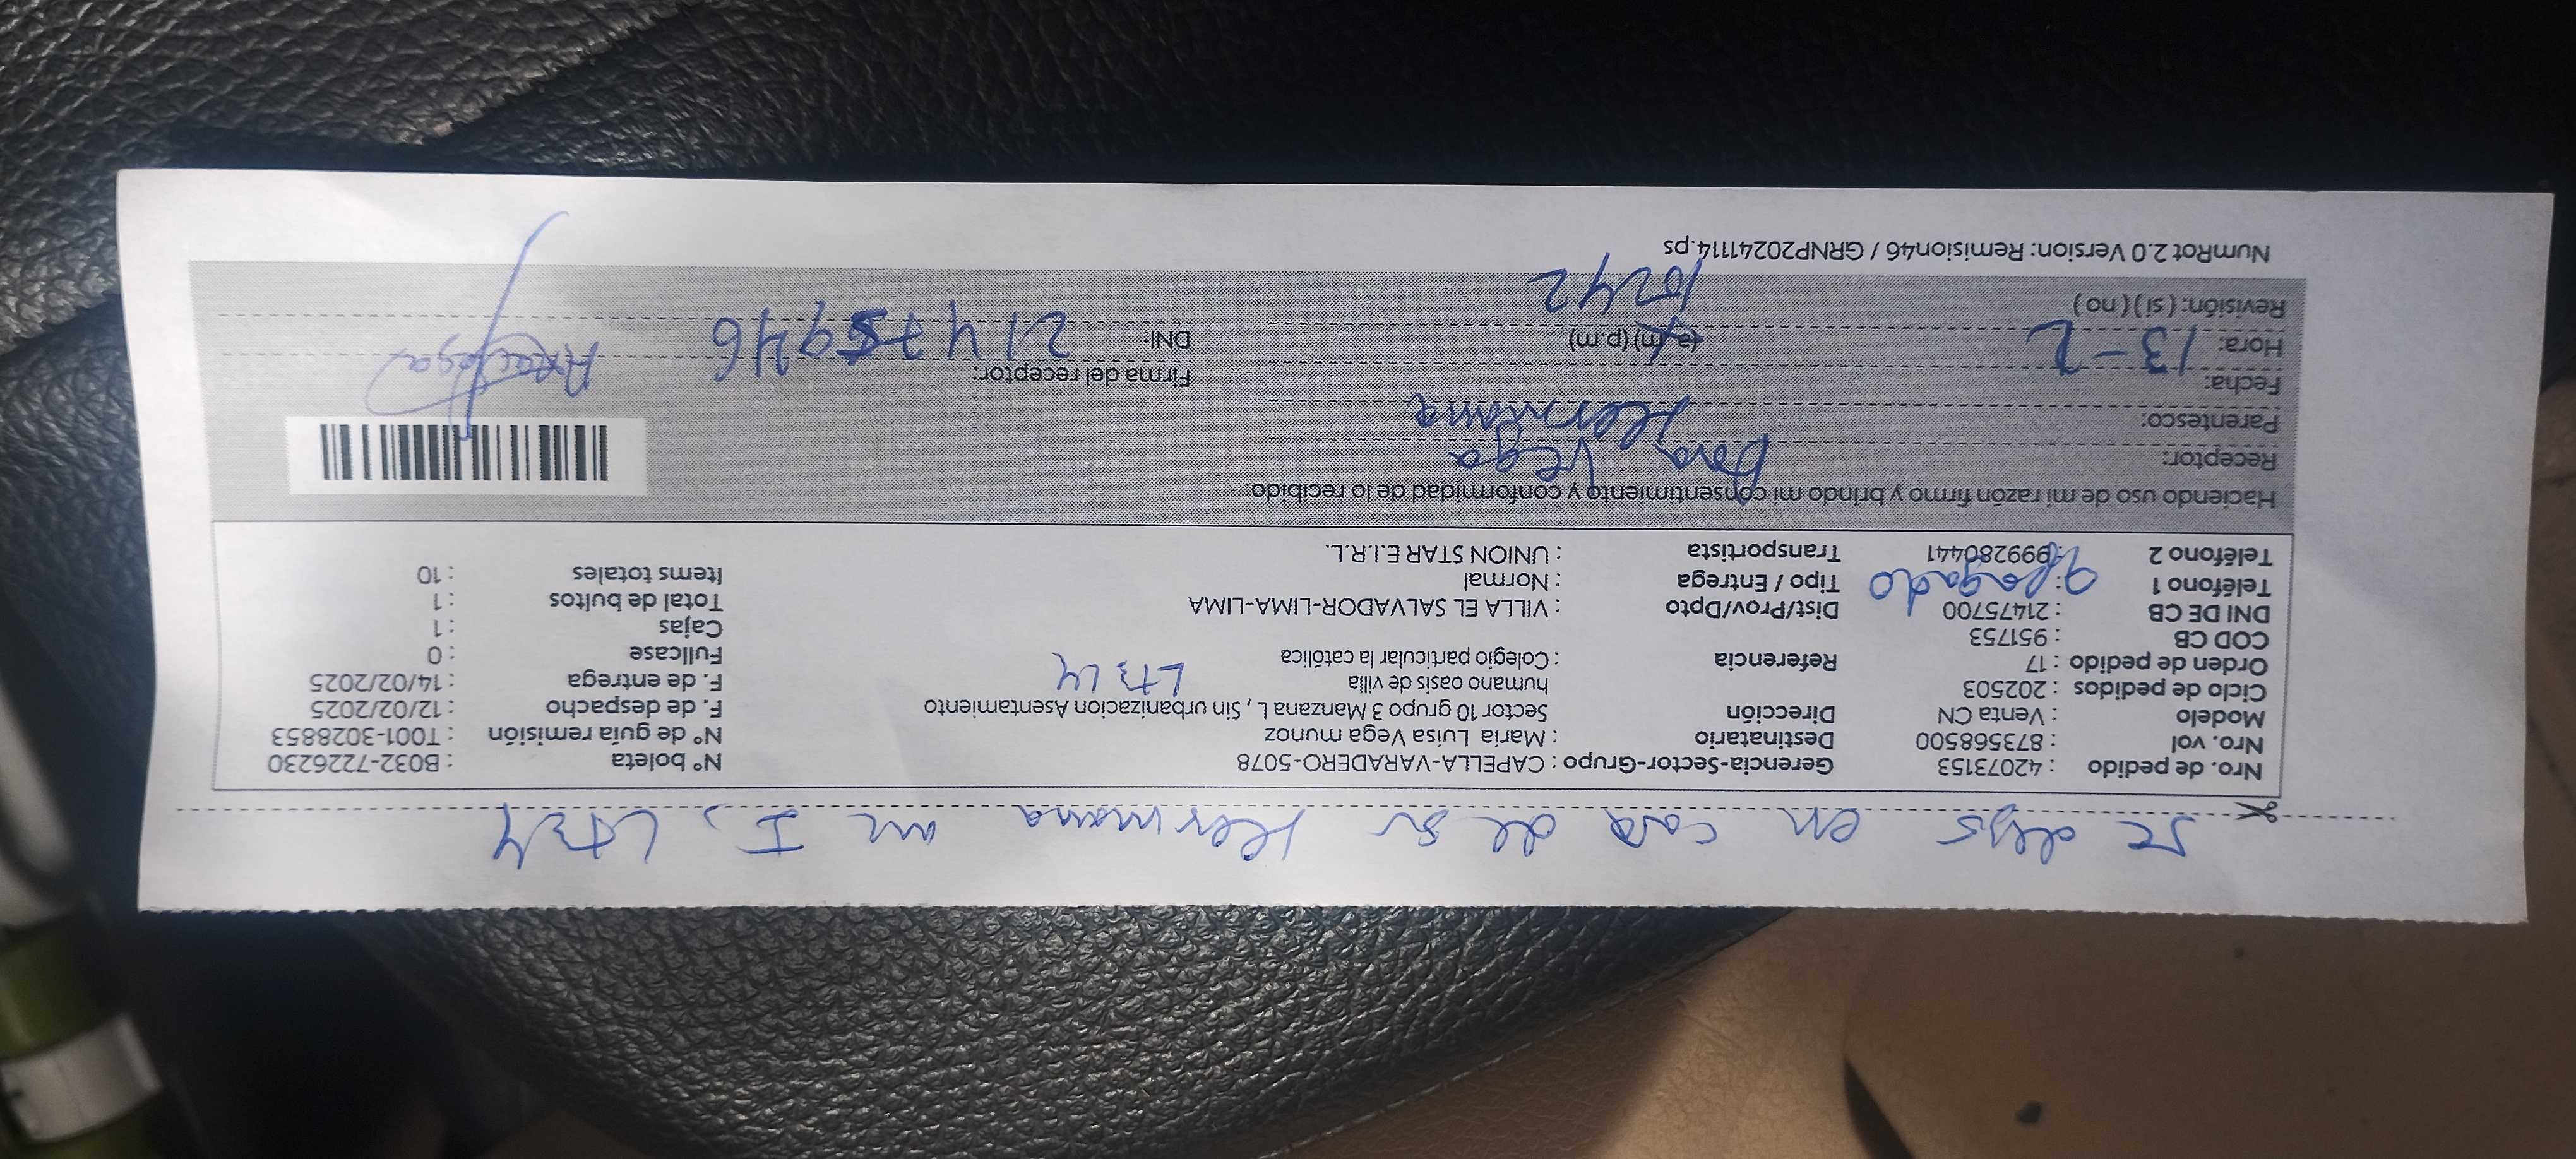 se dejo en casa de su Hermana mz I, Lt 24
Nro. de pedido : 42073153 Gerencia-Sector-Grupo : CAPELLA-VARADERO-5078 N° boleta : B032-7226230
Nro. vol : 873568500 Destinatario : Maria Luisa Vega munoz N° de guía remisión : T001-3028853
Modelo : Venta CN Dirección Sector 10 grupo 3 Manzana L , Sin urbanizacion Asentamiento F. de despacho : 12/02/2025
Ciclo de pedidos : 202503 humano oasis de villa Lt 24 F. de entrega : 14/02/2025
Orden de pedido : 17 Referencia : Colegio particular la católica Fullcase : 0
COD CB : 951753 Cajas : 1
DNI DE CB : 21475700 Dist/Prov/Dpto : VILLA EL SALVADOR-LIMA-LIMA Total de bultos : 1
Teléfono 1 : apagado Tipo / Entrega : Normal Items totales : 10
Teléfono 2 : 999280441 Transportista : UNION STAR E.I.R.L.
Haciendo uso de mi razón firmo y brindo mi consentimiento y conformidad de lo recibido:
Receptor: Dora Vega
Parentesco: Hermana
Fecha: Firma del receptor:
Hora: 13-2 (a.m) (p.m) DNI: 21475946
Revisión: ( si ) ( no ) 10242
NumRot 2.0 Version: Remision46 / GRNP20241114.ps